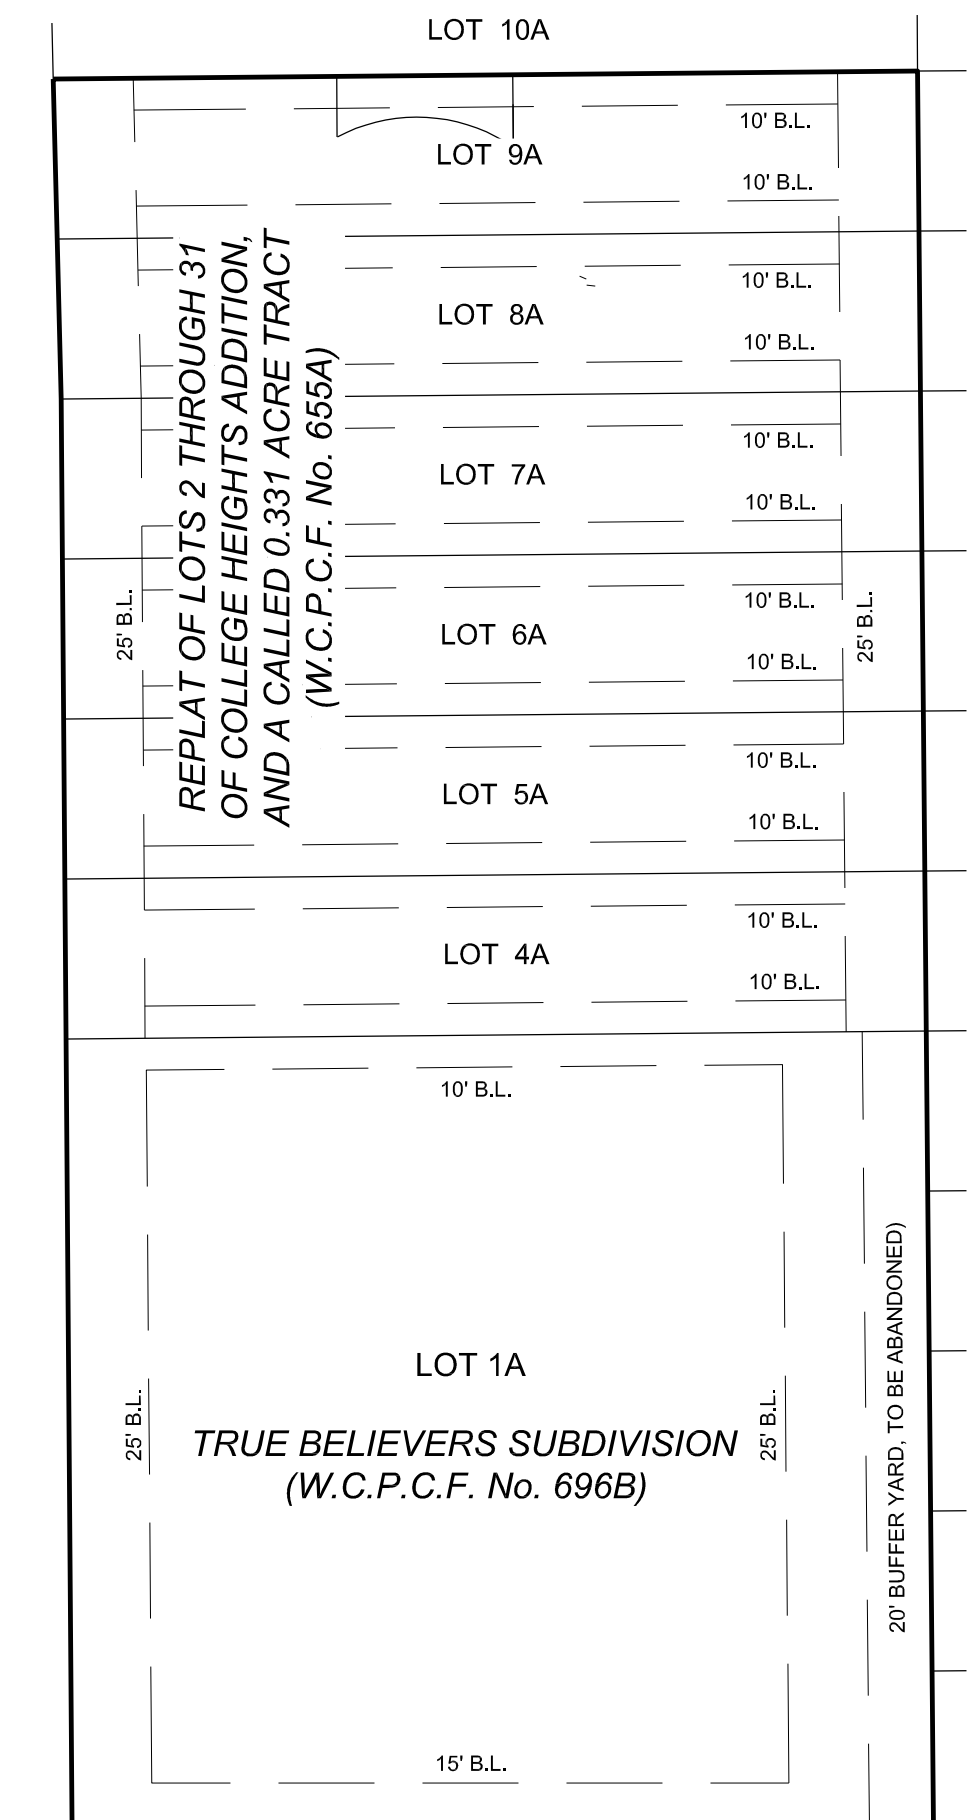 LOT 10A
10' B.L.
LOT 9A
10' B.L.
REPLAT OF LOTS 2 THROUGH 31
OF COLLEGE HEIGHTS ADDITION,
AND A CALLED 0.331 ACRE TRACT
(W.C.P.C.F. No. 655A)
10' B.L.
LOT 8A
10' B.L.
10' B.L.
LOT 7A
10' B.L.
25' B.L.
10' B.L.
25' B.L.
LOT 6A
10' B.L.
10' B.L.
LOT 5A
10' B.L.
10' B.L.
LOT 4A
10' B.L.
10' B.L.
LOT 1A
25' B.L.
TRUE BELIEVERS SUBDIVISION
(W.C.P.C.F. No. 696B)
25' B.L.
20' BUFFER YARD, TO BE ABANDONED)
15' B.L.